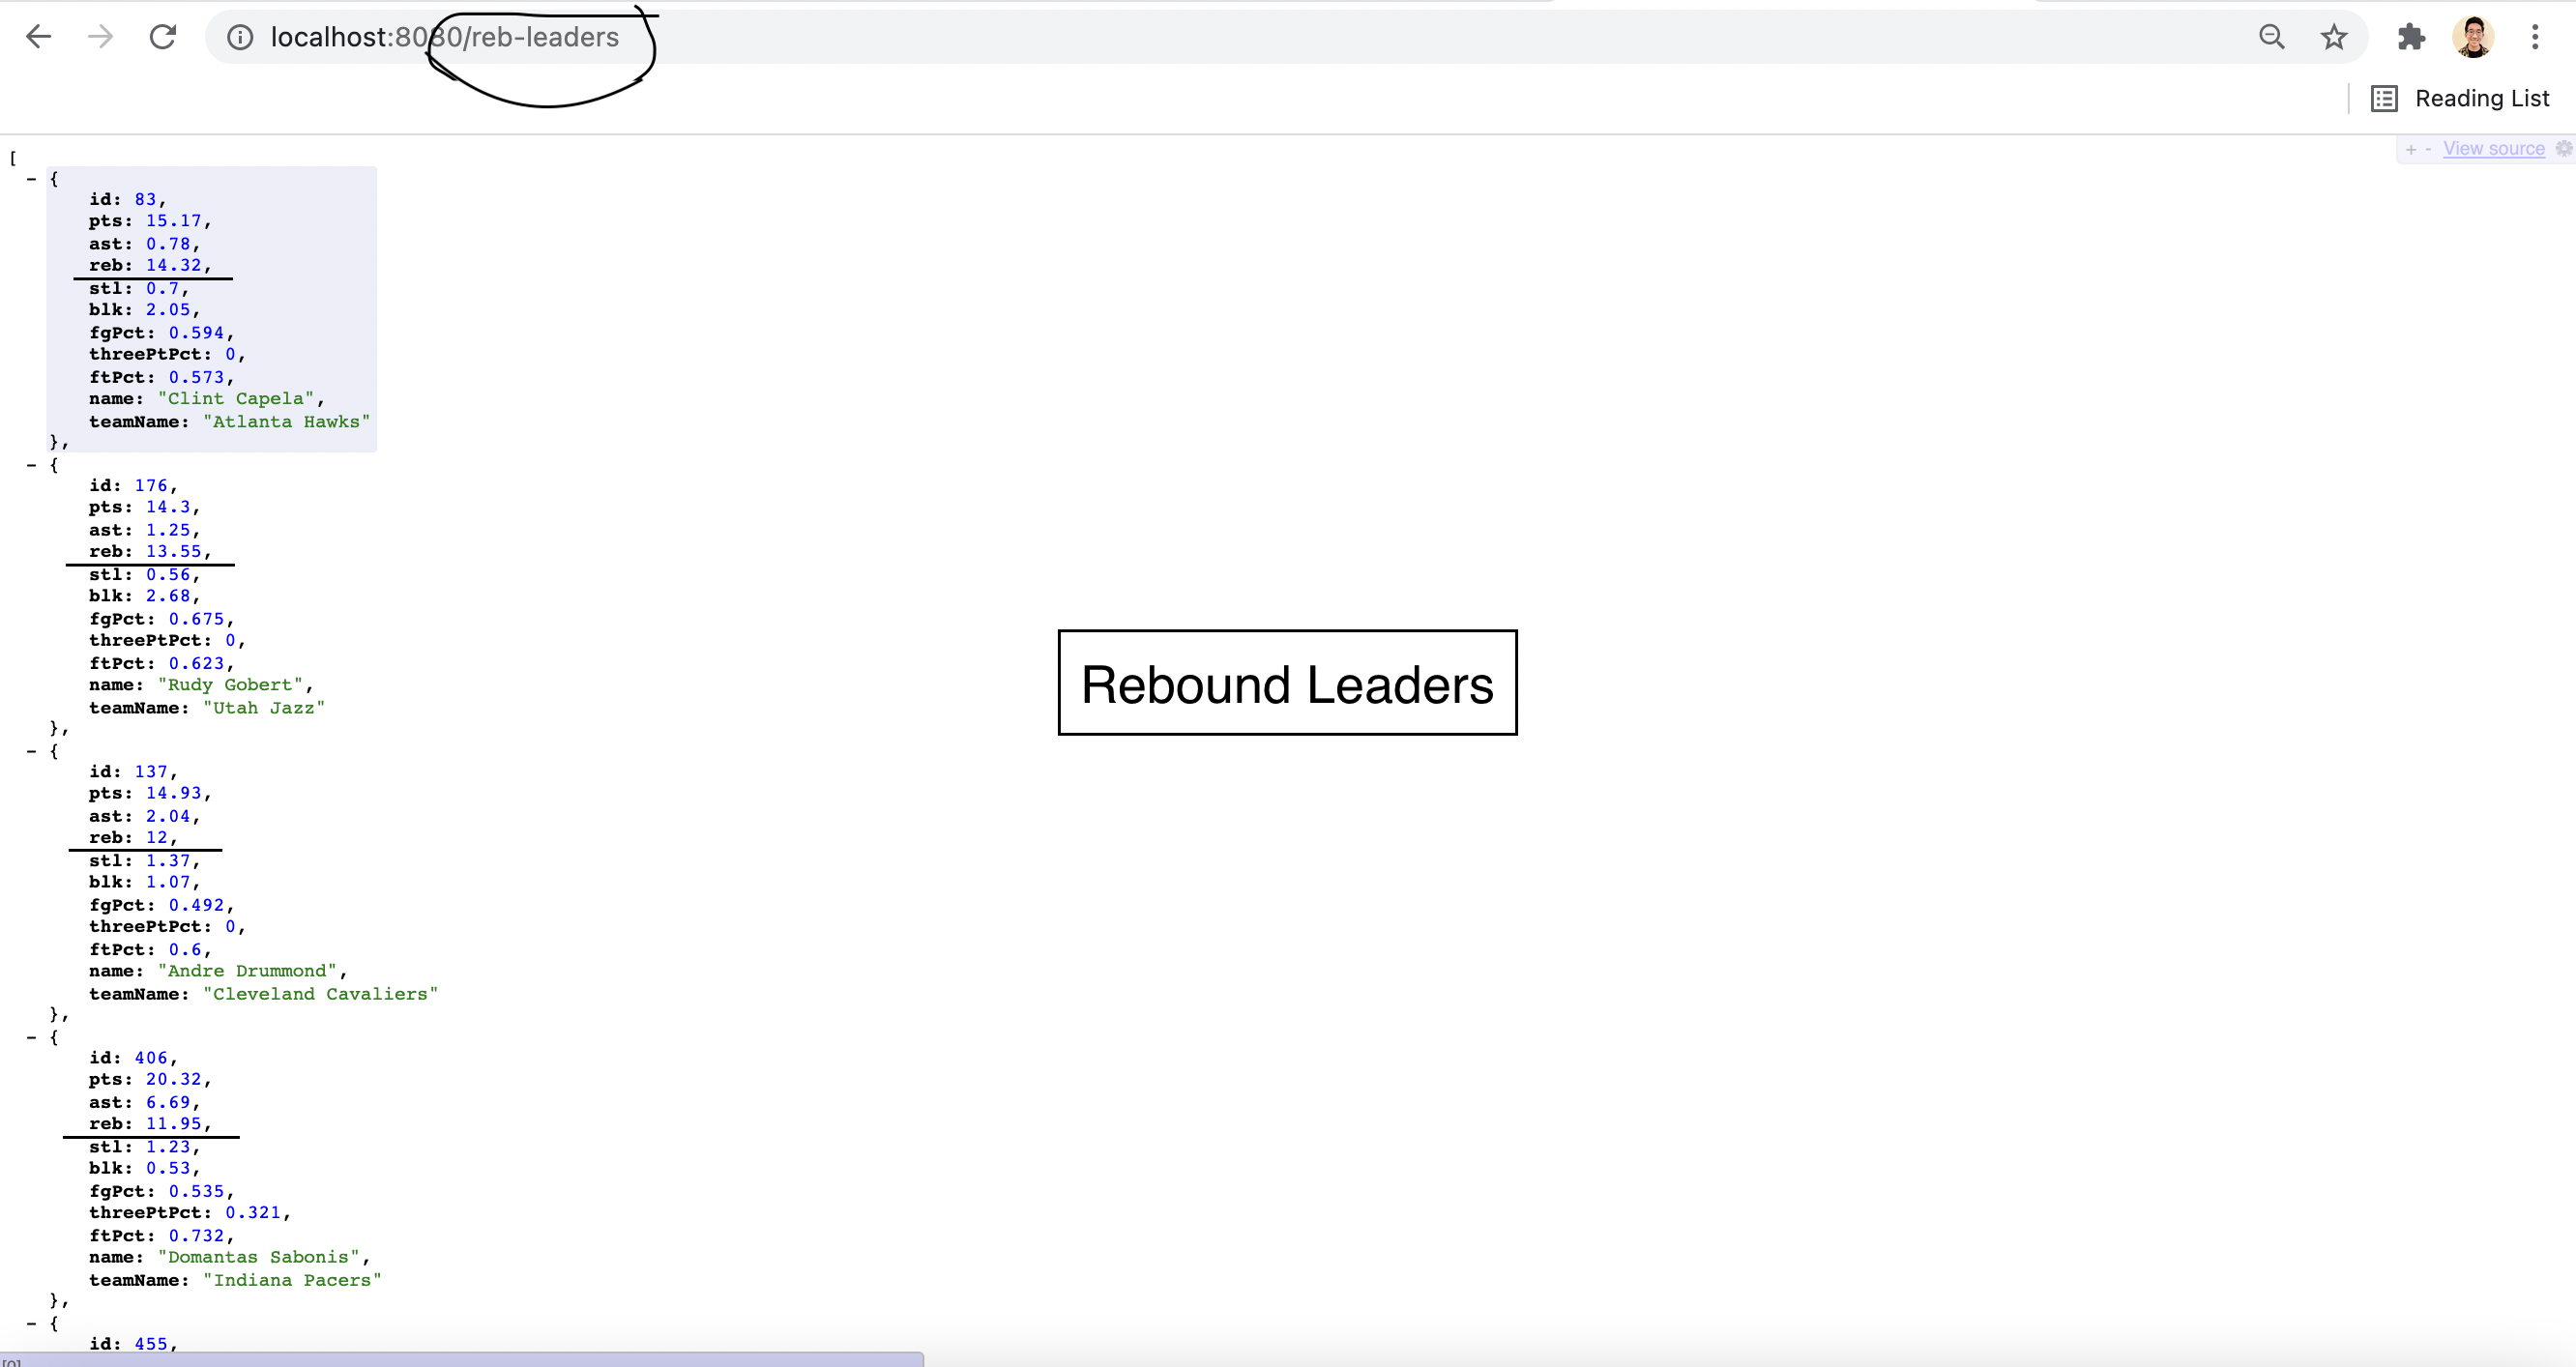 localhost:8080/reb-leaders
Reading List
+ - View source
[
- {
id: 83,
pts: 15.17,
ast: 0.78,
reb: 14.32,
stl: 0.7,
blk: 2.05,
fgPct: 0.594,
threePtPct: 0,
ftPct: 0.573,
name: "Clint Capela",
teamName: "Atlanta Hawks"
},
- {
id: 176,
pts: 14.3,
ast: 1.25,
reb: 13.55,
stl: 0.56,
blk: 2.68,
fgPct: 0.675,
threePtPct: 0,
ftPct: 0.623,
name: "Rudy Gobert",
teamName: "Utah Jazz"
},
- {
id: 137,
pts: 14.93,
ast: 2.04,
reb: 12,
stl: 1.37,
blk: 1.07,
fgPct: 0.492,
threePtPct: 0,
ftPct: 0.6,
name: "Andre Drummond",
teamName: "Cleveland Cavaliers"
},
- {
id: 406,
pts: 20.32,
ast: 6.69,
reb: 11.95,
stl: 1.23,
blk: 0.53,
fgPct: 0.535,
threePtPct: 0.321,
ftPct: 0.732,
name: "Domantas Sabonis",
teamName: "Indiana Pacers"
},
- {
id: 455,
Rebound Leaders